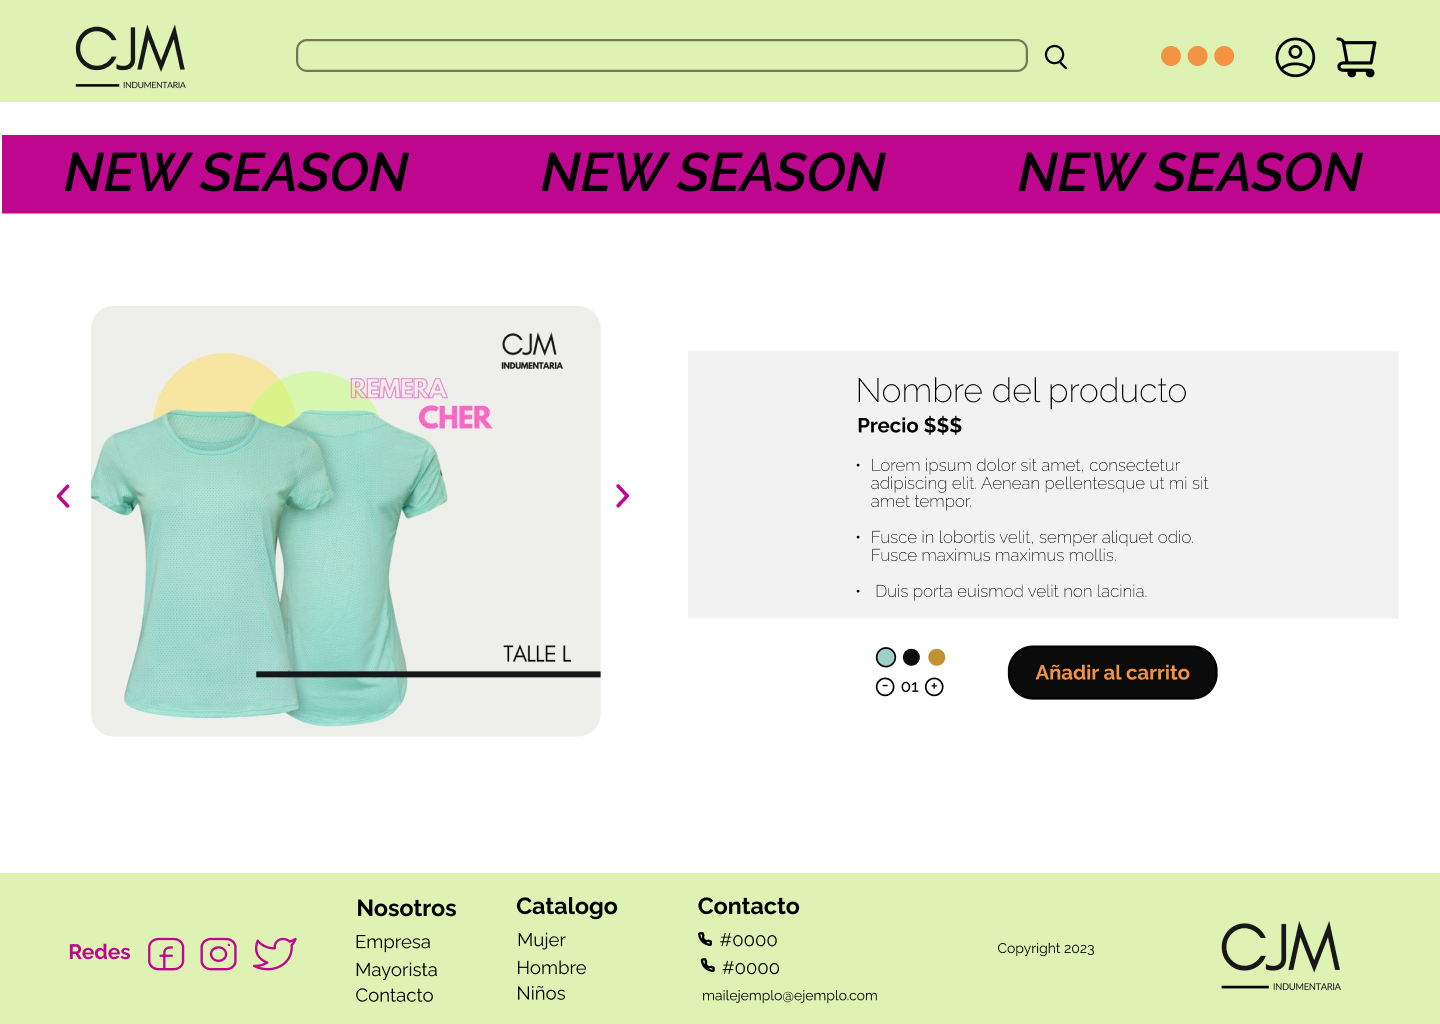 CJM
INDUMENTARIA
NEW SEASON NEW SEASON NEW SEASON
CJM
INDUMENTARIA
REMERA
CHER
TALLE L
Nombre del producto
Precio $$$
• Lorem ipsum dolor sit amet, consectetur
adipiscing elit. Aenean pellentesque ut mi sit
amet tempor.
• Fusce in lobortis velit, semper aliquet odio.
Fusce maximus maximus mollis.
• Duis porta euismod velit non lacinia.
- 01 +
Añadir al carrito
Redes
Nosotros
Empresa
Mayorista
Contacto
Catalogo
Mujer
Hombre
Niños
Contacto
#0000
#0000
mailejemplo@ejemplo.com
Copyright 2023
CJM
INDUMENTARIA